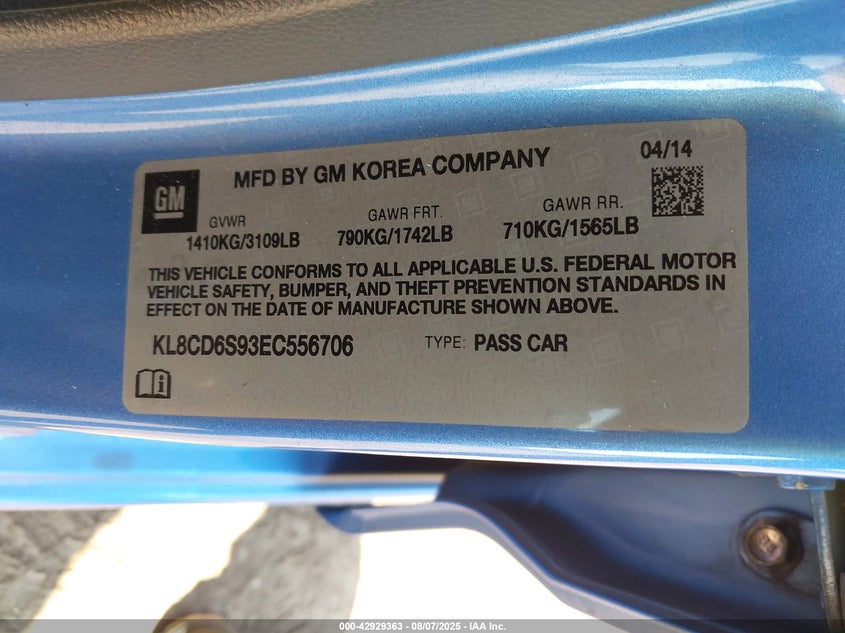 GM
MFD BY GM KOREA COMPANY
04/14
GVWR
GAWR FRT.
GAWR RR.
1410KG/3109LB
790KG/1742LB
710KG/1565LB
THIS VEHICLE CONFORMS TO ALL APPLICABLE U.S. FEDERAL MOTOR
VEHICLE SAFETY, BUMPER, AND THEFT PREVENTION STANDARDS IN
EFFECT ON THE DATE OF MANUFACTURE SHOWN ABOVE.
KL8CD6S93EC556706 TYPE: PASS CAR
000-42929363 - 08/07/2025 - IAA Inc.